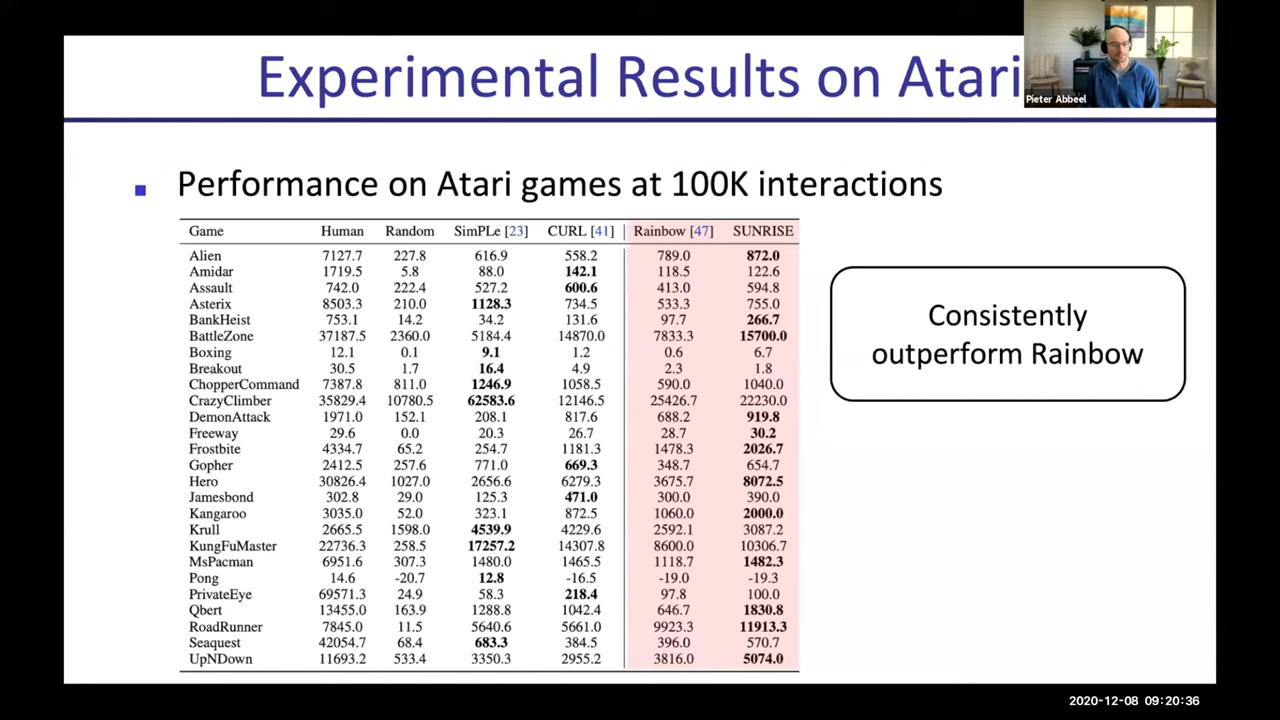 Experimental Results on Atari
Pieter Abbeel
■ Performance on Atari games at 100K interactions
Game Human Random SimPLe [23] CURL [41] Rainbow [47] SUNRISE
Alien 7127.7 227.8 616.9 558.2 789.0 872.0
Amidar 1719.5 5.8 88.0 142.1 118.5 122.6
Assault 742.0 222.4 527.2 600.6 413.0 594.8
Asterix 8503.3 210.0 1128.3 734.5 533.3 755.0
BankHeist 753.1 14.2 34.2 131.6 97.7 266.7
BattleZone 37187.5 2360.0 5184.4 14870.0 7833.3 15700.0
Boxing 12.1 0.1 9.1 1.2 0.6 6.7
Breakout 30.5 1.7 16.4 4.9 2.3 1.8
ChopperCommand 7387.8 811.0 1246.9 1058.5 590.0 1040.0
CrazyClimber 35829.4 10780.5 62583.6 12146.5 25426.7 22230.0
DemonAttack 1971.0 152.1 208.1 817.6 688.2 919.8
Freeway 29.6 0.0 20.3 26.7 28.7 30.2
Frostbite 4334.7 65.2 254.7 1181.3 1478.3 2026.7
Gopher 2412.5 257.6 771.0 669.3 348.7 654.7
Hero 30826.4 1027.0 2656.6 6279.3 3675.7 8072.5
Jamesbond 302.8 29.0 125.3 471.0 300.0 390.0
Kangaroo 3035.0 52.0 323.1 872.5 1060.0 2000.0
Krull 2665.5 1598.0 4539.9 4229.6 2592.1 3087.2
KungFuMaster 22736.3 258.5 17257.2 14307.8 8600.0 10306.7
MsPacman 6951.6 307.3 1480.0 1465.5 1118.7 1482.3
Pong 14.6 -20.7 12.8 -16.5 -19.0 -19.3
PrivateEye 69571.3 24.9 58.3 218.4 97.8 100.0
Qbert 13455.0 163.9 1288.8 1042.4 646.7 1830.8
RoadRunner 7845.0 11.5 5640.6 5661.0 9923.3 11913.3
Seaquest 42054.7 68.4 683.3 384.5 396.0 570.7
UpNDown 11693.2 533.4 3350.3 2955.2 3816.0 5074.0
Consistently
outperform Rainbow
2020-12-08 09:20:36